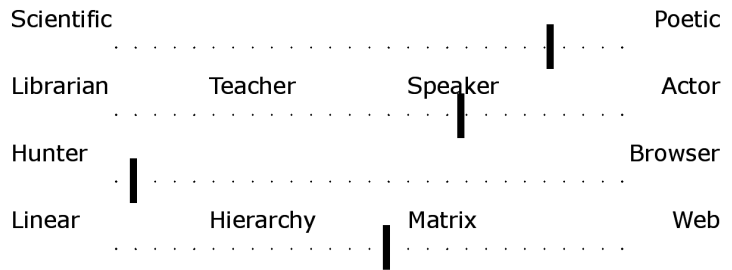 Scientific Poetic
Librarian Teacher Speaker Actor
Hunter Browser
Linear Hierarchy Matrix Web